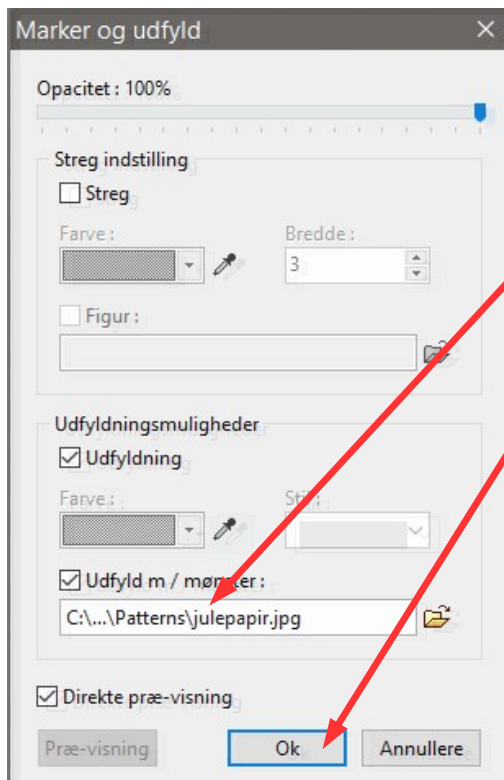 Marker og udfyld
Opacitet : 100%
Streg indstilling
Streg
Farve :
Bredde :
3
Figur :
Udfyldningsmuligheder
Udfyldning
Farve :
Stil :
Udfyld m / mønster :
C:\...\Patterns\julepapir.jpg
Direkte præ-visning
Præ-visning
Ok
Annullere